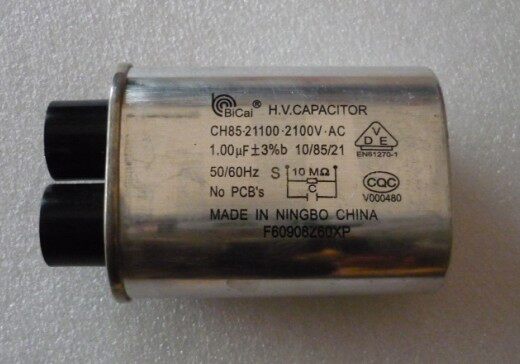 BiCai ® H.V.CAPACITOR
CH85-21100-2100V·AC
1.00µF±3%b 10/85/21
VDE
EN61270-1
50/60Hz S 10 MΩ
C
No PCB's
CQC
V000480
MADE IN NINGBO CHINA
F60908Z60XP